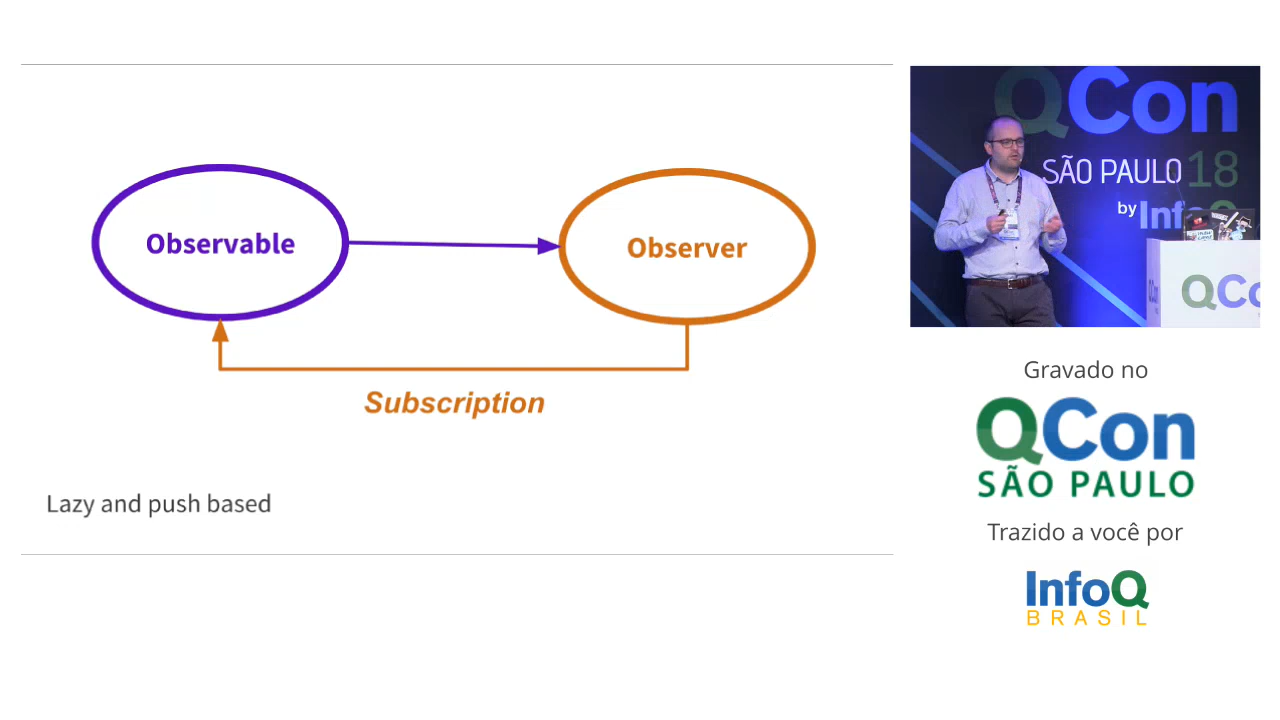 Observable
Observer
Subscription
Lazy and push based
QCon
SÃO PAULO 18
by InfoQ
QCon
Gravado no
QCon
SÃO PAULO
Trazido a você por
InfoQ
BRASIL